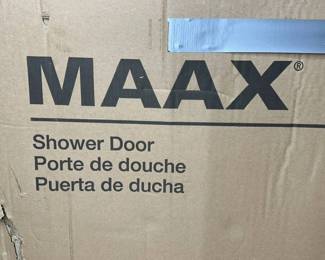 MAAX®
Shower Door
Porte de douche
Puerta de ducha